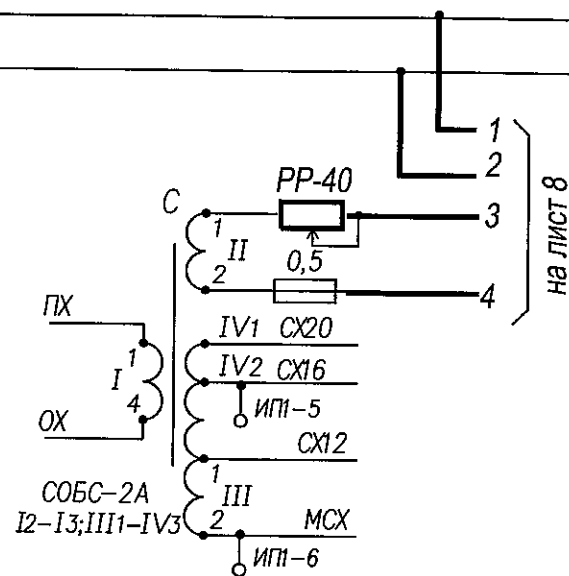 1
2
РР-40
3
на лист 8
С
1
II
2
0,5
4
ПХ
IV1 СХ20
1
I
IV2 СХ16
4
ИП1-5
ОХ
СХ12
СОБС-2А
1
III
I2-I3;III1-IV3
2
МСХ
ИП1-6